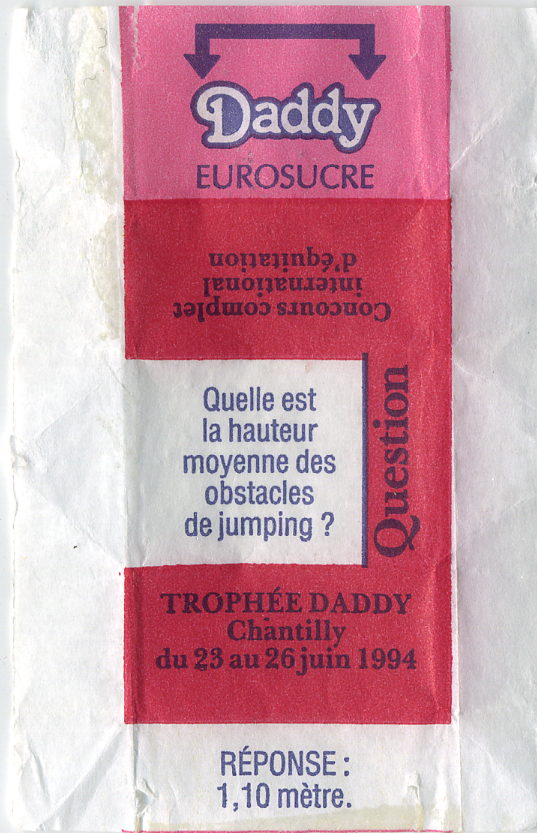 Daddy
EUROSUCRE
Concours complet
international
d'équitation
Question
Quelle est
la hauteur
moyenne des
obstacles
de jumping ?
TROPHÉE DADDY
Chantilly
du 23 au 26 juin 1994
RÉPONSE :
1,10 mètre.